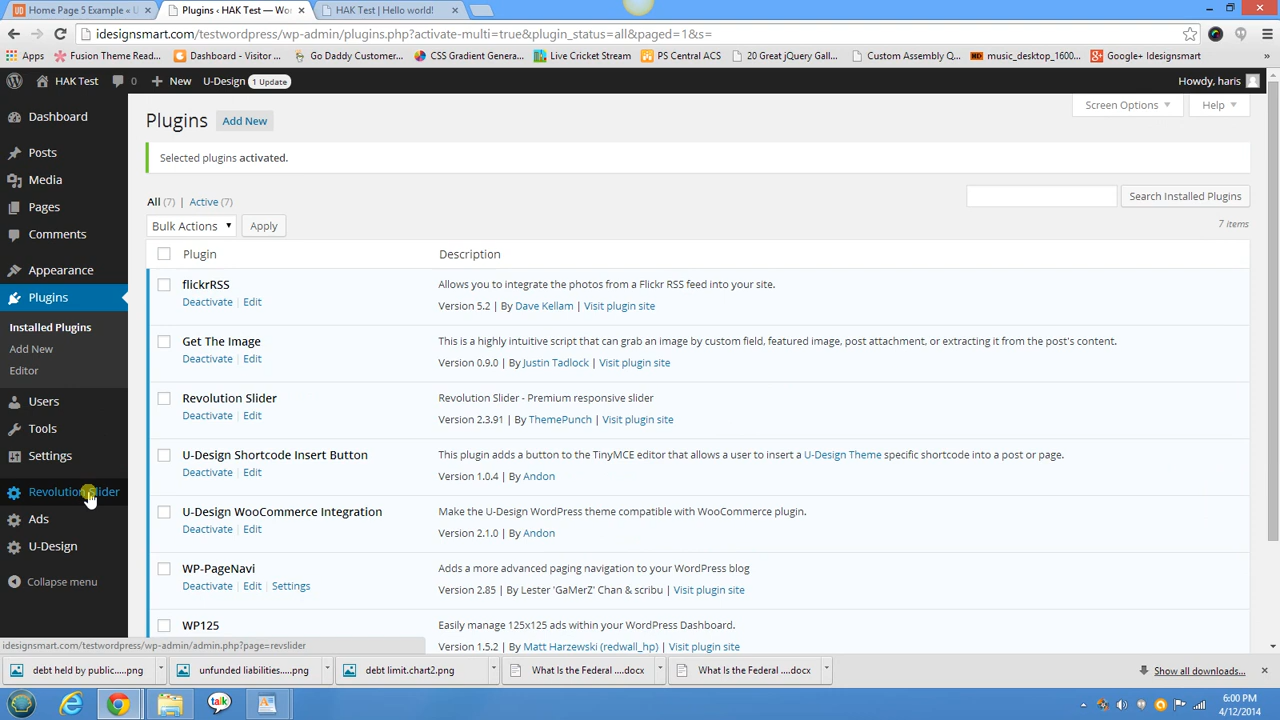 Home Page 5 Example « U
Plugins ‹ HAK Test — Wo
HAK Test | Hello world!
idesignsmart.com/testwordpress/wp-admin/plugins.php?activate-multi=true&plugin_status=all&paged=1&s=
Apps
Fusion Theme Read...
Dashboard - Visitor ...
Go Daddy Customer...
CSS Gradient Genera...
Live Cricket Stream
PS Central ACS
20 Great jQuery Gall...
Custom Assembly Q...
music_desktop_1600...
Google+ Idesignsmart
HAK Test
0
New
U-Design
1 Update
Howdy, haris
Dashboard
Posts
Media
Pages
Comments
Appearance
Plugins
Installed Plugins
Add New
Editor
Users
Tools
Settings
Revolution Slider
Ads
U-Design
Collapse menu
Screen Options
Help
Plugins
Add New
Selected plugins activated.
All (7) | Active (7)
Search Installed Plugins
Bulk Actions
Apply
7 items
Plugin
Description
flickrRSS
Deactivate | Edit
Allows you to integrate the photos from a Flickr RSS feed into your site.
Version 5.2 | By Dave Kellam | Visit plugin site
Get The Image
Deactivate | Edit
This is a highly intuitive script that can grab an image by custom field, featured image, post attachment, or extracting it from the post's content.
Version 0.9.0 | By Justin Tadlock | Visit plugin site
Revolution Slider
Deactivate | Edit
Revolution Slider - Premium responsive slider
Version 2.3.91 | By ThemePunch | Visit plugin site
U-Design Shortcode Insert Button
Deactivate | Edit
This plugin adds a button to the TinyMCE editor that allows a user to insert a U-Design Theme specific shortcode into a post or page.
Version 1.0.4 | By Andon
U-Design WooCommerce Integration
Deactivate | Edit
Make the U-Design WordPress theme compatible with WooCommerce plugin.
Version 2.1.0 | By Andon
WP-PageNavi
Deactivate | Edit | Settings
Adds a more advanced paging navigation to your WordPress blog
Version 2.85 | By Lester 'GaMerZ' Chan & scribu | Visit plugin site
WP125
Easily manage 125x125 ads within your WordPress Dashboard.
Version 1.5.2 | By Matt Harzewski (redwall_hp) | Visit plugin site
idesignsmart.com/testwordpress/wp-admin/admin.php?page=revslider
debt held by public.....png
unfunded liabilities....png
debt limit.chart2.png
What Is the Federal ....docx
What Is the Federal ....docx
Show all downloads...
talk
6:00 PM
4/12/2014